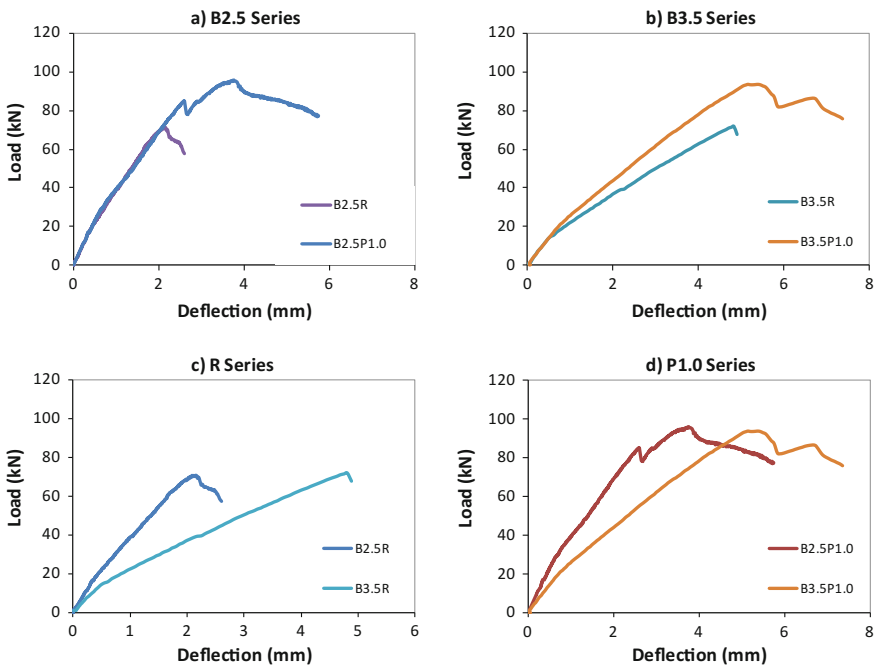 a) B2.5 Series
120
100
80
60
40
20
0
Load (kN)
0 2 4 6 8
Deflection (mm)
B2.5R
B2.5P1.0
b) B3.5 Series
120
100
80
60
40
20
0
Load (kN)
0 2 4 6 8
Deflection (mm)
B3.5R
B3.5P1.0
c) R Series
120
100
80
60
40
20
0
Load (kN)
0 1 2 3 4 5 6
Deflection (mm)
B2.5R
B3.5R
d) P1.0 Series
120
100
80
60
40
20
0
Load (kN)
0 2 4 6 8
Deflection (mm)
B2.5P1.0
B3.5P1.0